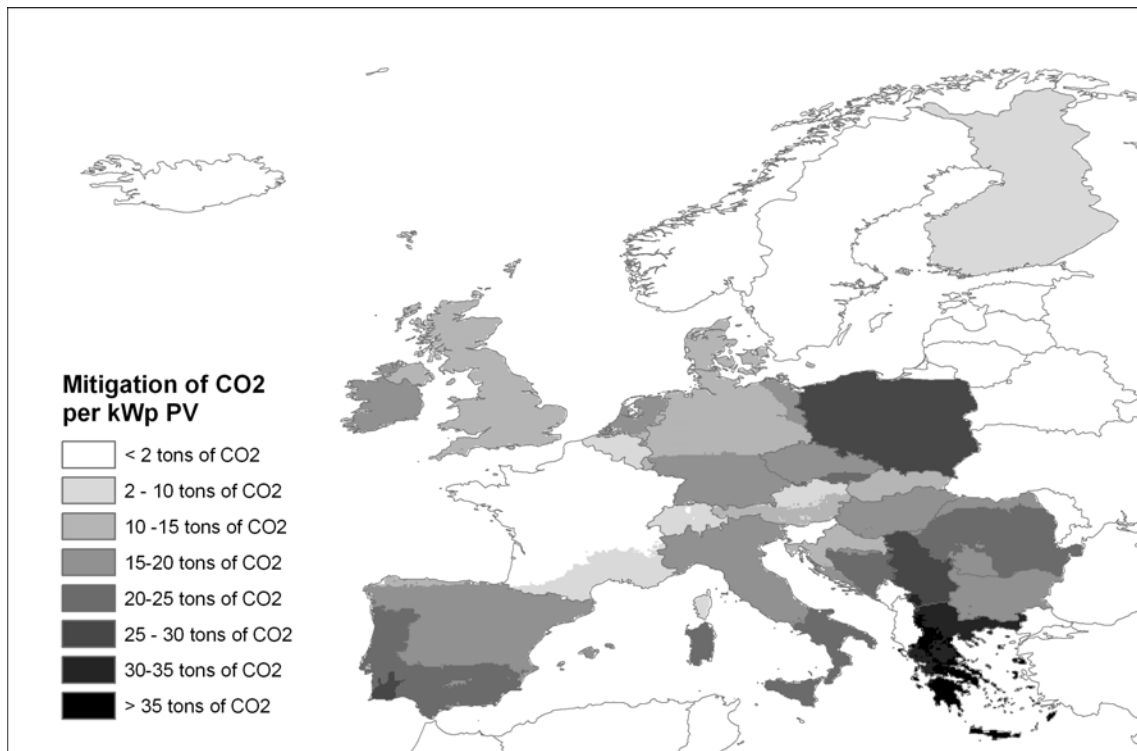 Mitigation of CO2
per kWp PV
< 2 tons of CO2
2 - 10 tons of CO2
10 -15 tons of CO2
15-20 tons of CO2
20-25 tons of CO2
25 - 30 tons of CO2
30-35 tons of CO2
> 35 tons of CO2